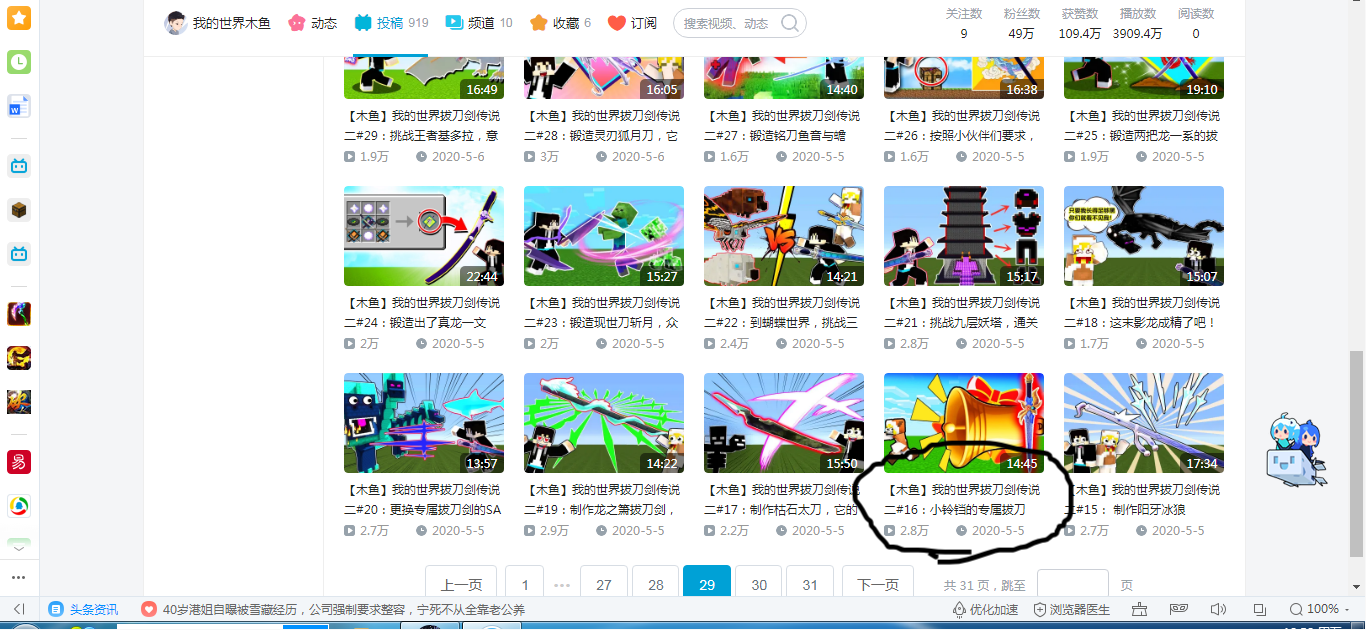 我的世界木鱼 动态 投稿 919 频道 10 收藏 6 订阅 搜索视频、动态
关注数 粉丝数 获赞数 播放数 阅读数
9 49万 109.4万 3909.4万 0
16:49 16:05 14:40 16:38 19:10
【木鱼】我的世界拔刀剑传说
二#29：挑战王者基多拉，意
1.9万 2020-5-6
【木鱼】我的世界拔刀剑传说
二#28：锻造灵刃狐月刀，它
3万 2020-5-6
【木鱼】我的世界拔刀剑传说
二#27：锻造铭刀鱼音与蟾
1.6万 2020-5-5
【木鱼】我的世界拔刀剑传说
二#26：按照小伙伴们要求，
1.6万 2020-5-5
【木鱼】我的世界拔刀剑传说
二#25：锻造两把龙一系的拔
1.9万 2020-5-5
22:44 15:27 VS 14:21 15:17 15:07
只要我长得足够黑
你们就看不见我
【木鱼】我的世界拔刀剑传说
二#24：锻造出了真龙一文
2万 2020-5-5
【木鱼】我的世界拔刀剑传说
二#23：锻造现世刀斩月，众
2万 2020-5-5
【木鱼】我的世界拔刀剑传说
二#22：到蝴蝶世界，挑战三
2.4万 2020-5-5
【木鱼】我的世界拔刀剑传说
二#21：挑战九层妖塔，通关
2.8万 2020-5-5
【木鱼】我的世界拔刀剑传说
二#18：这末影龙成精了吧！
1.7万 2020-5-5
13:57 14:22 15:50 14:45 17:34
【木鱼】我的世界拔刀剑传说
二#20：更换专属拔刀剑的SA
2.7万 2020-5-5
【木鱼】我的世界拔刀剑传说
二#19：制作龙之箫拔刀剑，
2.9万 2020-5-5
【木鱼】我的世界拔刀剑传说
二#17：制作枯石太刀，它的
2.2万 2020-5-5
【木鱼】我的世界拔刀剑传说
二#16：小铃铛的专属拔刀
2.8万 2020-5-5
【木鱼】我的世界拔刀剑传说
二#15： 制作阳牙冰狼
2.7万 2020-5-5
上一页 1 ••• 27 28 29 30 31 下一页 共 31 页，跳至 页
头条资讯 40岁港姐自曝被雪藏经历，公司强制要求整容，宁死不从全靠老公养 优化加速 浏览器医生 100%